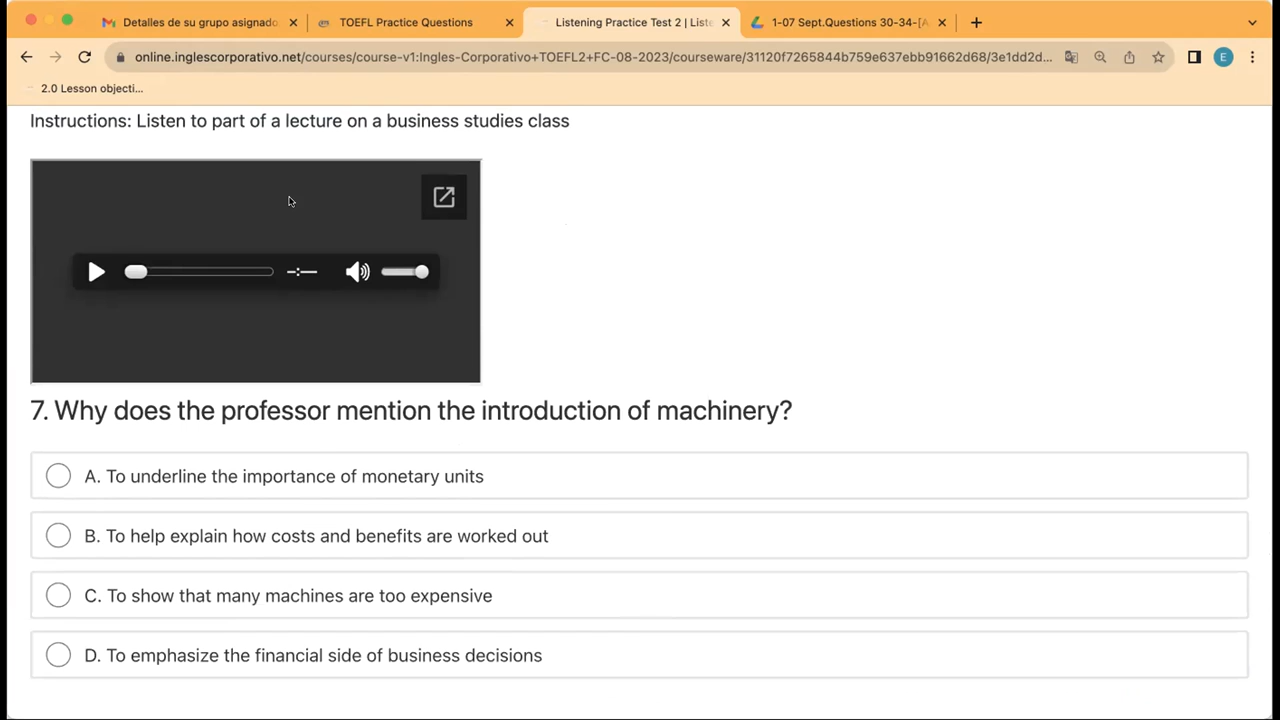 Detalles de su grupo asignado
TOEFL Practice Questions
Listening Practice Test 2 | Liste
1-07 Sept.Questions 30-34-[A
online.inglescorporativo.net/courses/course-v1:Ingles-Corporativo+TOEFL2+FC-08-2023/courseware/31120f7265844b759e637ebb91662d68/3e1dd2d...
E
2.0 Lesson objecti...
Instructions: Listen to part of a lecture on a business studies class
-:--
7. Why does the professor mention the introduction of machinery?
A. To underline the importance of monetary units
B. To help explain how costs and benefits are worked out
C. To show that many machines are too expensive
D. To emphasize the financial side of business decisions